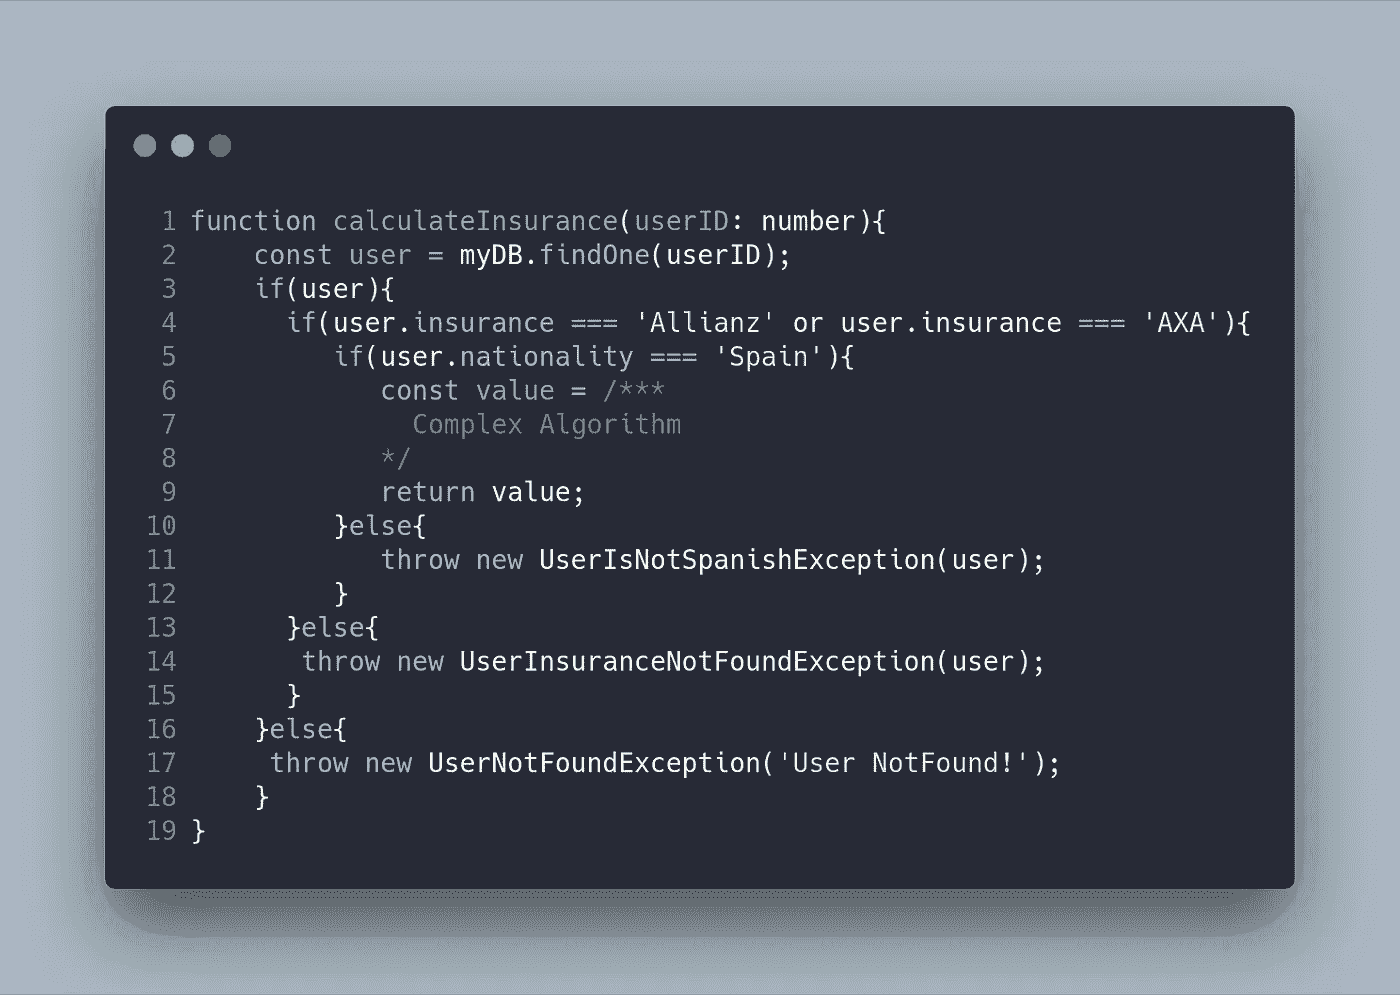 1 function calculateInsurance(userID: number){
2     const user = myDB.findOne(userID);
3     if(user){
4       if(user.insurance === 'Allianz' or user.insurance === 'AXA'){
5          if(user.nationality === 'Spain'){
6             const value = /***
7               Complex Algorithm
8             */
9             return value;
10          }else{
11             throw new UserIsNotSpanishException(user);
12          }
13       }else{
14        throw new UserInsuranceNotFoundException(user);
15       }
16     }else{
17      throw new UserNotFoundException('User NotFound!');
18     }
19 }